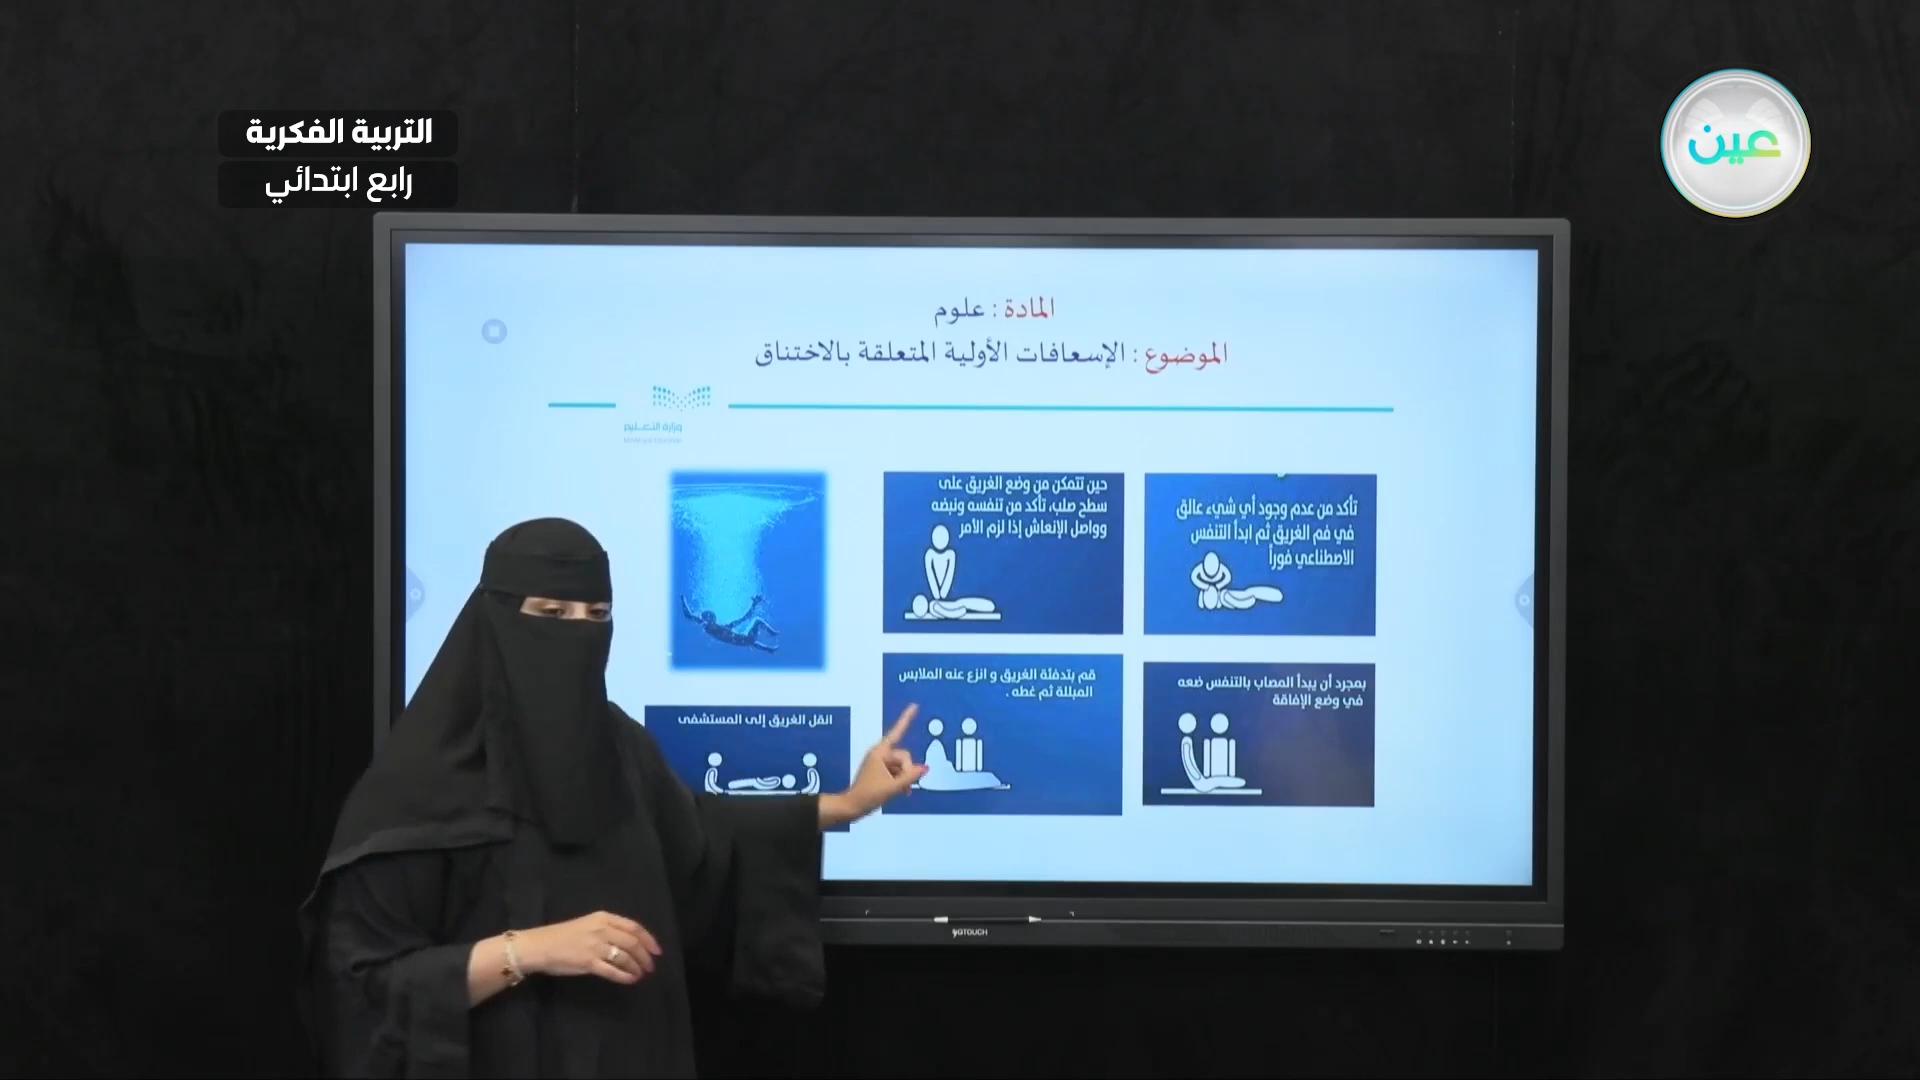 التربية الفكرية
رابع ابتدائي
عين
المادة : علوم
الموضوع : الإسعافات الأولية المتعلقة بالاختناق
وزارة التعليم
Ministry of Education
تأكد من عدم وجود أي شيء عالق
في فم الغريق ثم ابدأ التنفس
الاصطناعي فوراً
حين تتمكن من وضع الغريق على
سطح صلب، تأكد من تنفسه ونبضه
وواصل الإنعاش إذا لزم الأمر
بمجرد أن يبدأ المصاب بالتنفس ضعه
في وضع الإفاقة
قم بتدفئة الغريق و انزع عنه الملابس
المبللة ثم غطه .
انقل الغريق إلى المستشفى